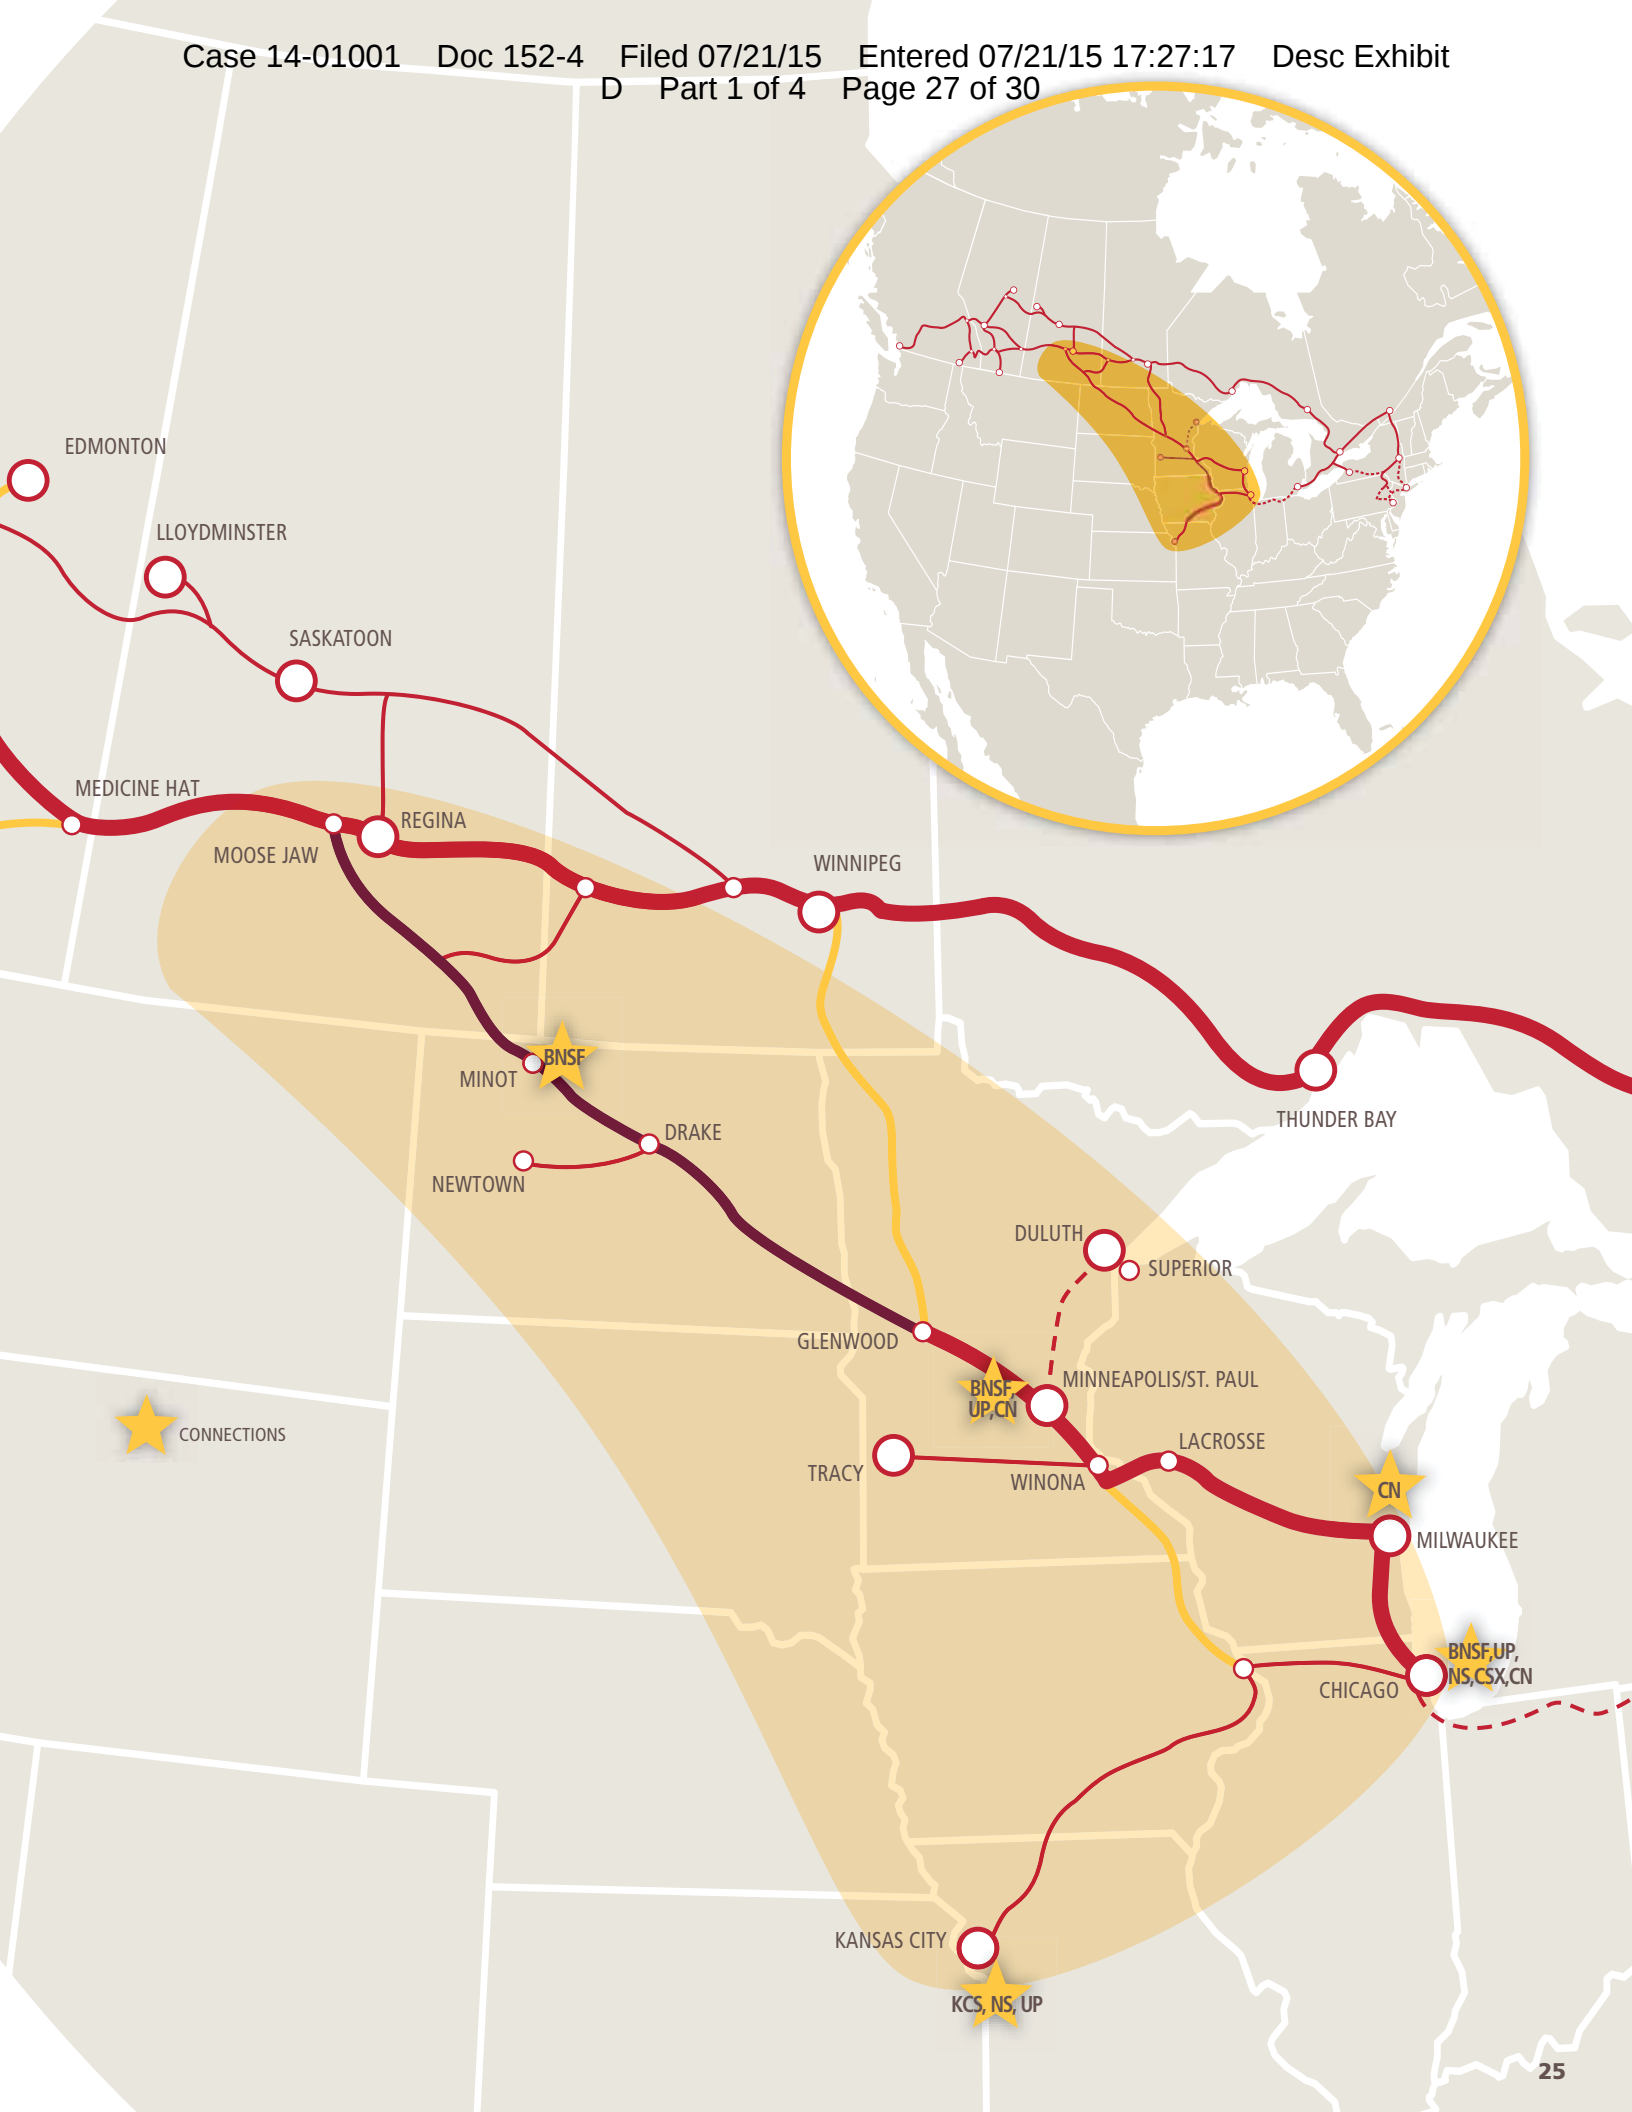 Case 14-01001 Doc 152-4 Filed 07/21/15 Entered 07/21/15 17:27:17 Desc Exhibit
D Part 1 of 4 Page 27 of 30
EDMONTON
LLOYDMINSTER
SASKATOON
MEDICINE HAT
REGINA
MOOSE JAW
WINNIPEG
BNSF
MINOT
THUNDER BAY
DRAKE
NEWTOWN
DULUTH
SUPERIOR
GLENWOOD
MINNEAPOLIS/ST. PAUL
BNSF,
UP,CN
CONNECTIONS
LACROSSE
TRACY
WINONA
CN
MILWAUKEE
BNSF,UP,
NS,CSX,CN
CHICAGO
KANSAS CITY
KCS, NS, UP
25